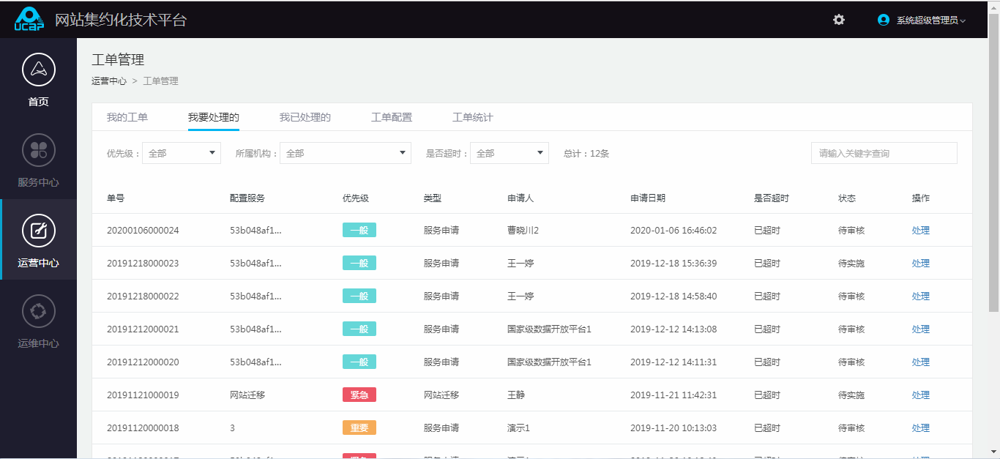 ucap 网站集约化技术平台 系统超级管理员
首页
服务中心
运营中心
运维中心
工单管理
运营中心 > 工单管理
我的工单 我要处理的 我已处理的 工单配置 工单统计
优先级： 全部 所属机构： 全部 是否超时： 全部 总计：12条 请输入关键字查询
单号 配置服务 优先级 类型 申请人 申请日期 是否超时 状态 操作
20200106000024 53b048af1... 一般 服务申请 曹晓川2 2020-01-06 16:46:02 已超时 待审核 处理
20191218000023 53b048af1... 一般 服务申请 王一婷 2019-12-18 15:36:39 已超时 待实施 处理
20191218000022 53b048af1... 一般 服务申请 王一婷 2019-12-18 14:58:40 已超时 待审核 处理
20191212000021 53b048af1... 一般 服务申请 国家级数据开放平台1 2019-12-12 14:13:08 已超时 待审核 处理
20191212000020 53b048af1... 一般 服务申请 国家级数据开放平台1 2019-12-12 14:11:31 已超时 待审核 处理
20191121000019 网站迁移 紧急 网站迁移 王静 2019-11-21 11:42:31 已超时 待实施 处理
20191120000018 3 重要 服务申请 演示1 2019-11-20 10:13:03 已超时 待审核 处理